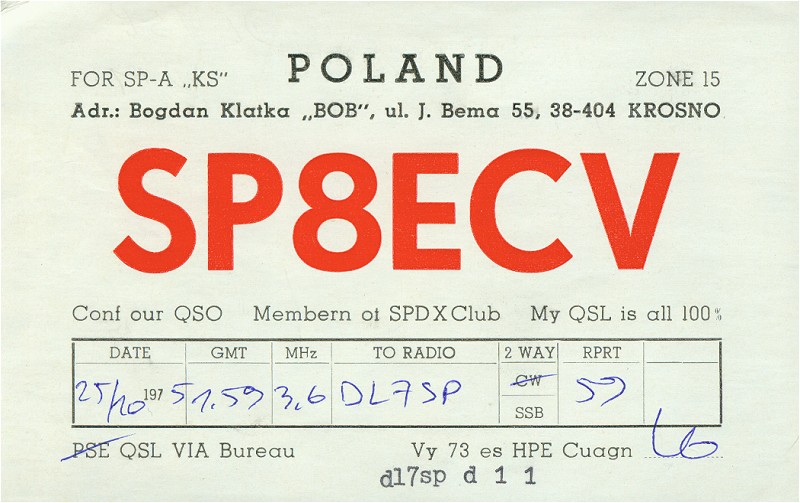 POLAND
FOR SP-A „KS" ZONE 15
Adr.: Bogdan Klatka „BOB", ul. J. Bema 55, 38-404 KROSNO
SP8ECV
Conf our QSO Membern ot SPDXClub My QSL is all 100%
DATE GMT MHz TO RADIO 2 WAY RPRT
25/10 1975 1.59 3,6 DL7SP CW 59
SSB
PSE QSL VIA Bureau Vy 73 es HPE Cuagn
dl7sp d 1 1